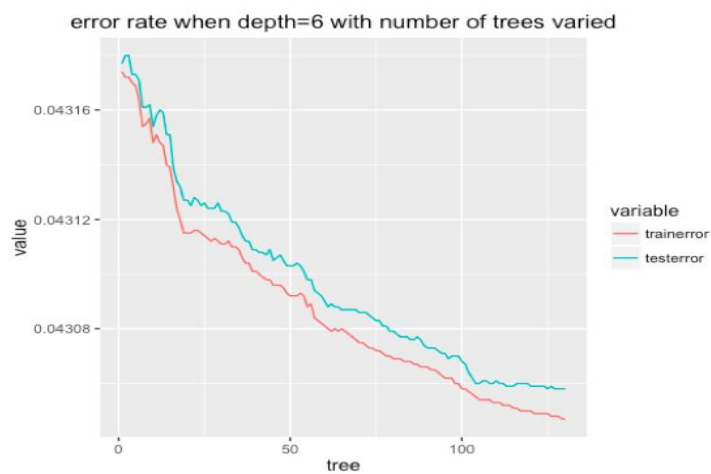 error rate when depth=6 with number of trees varied
0.04316
0.04312
0.04308
value
0
50
100
tree
variable
trainerror
testerror